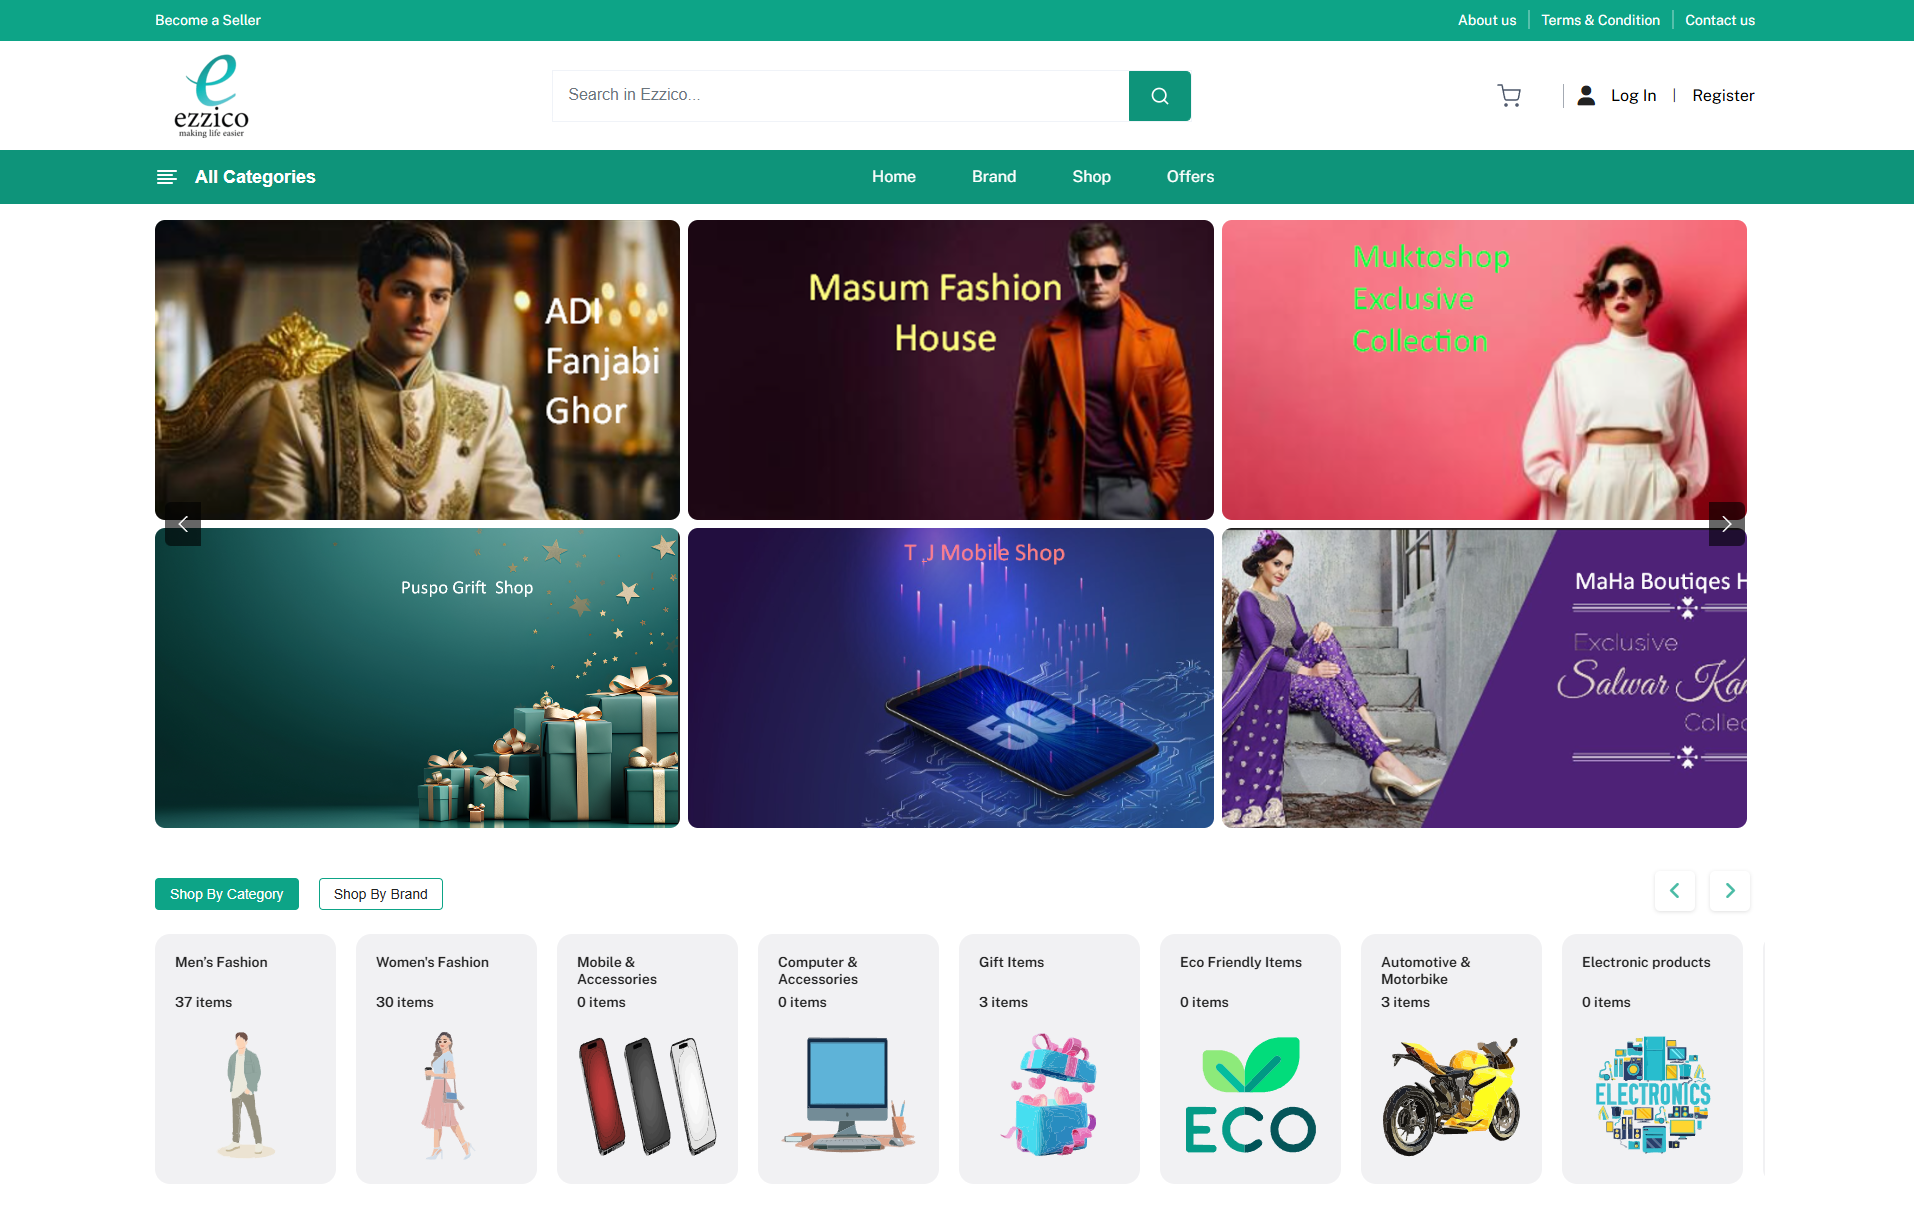 Become a Seller
About us
Terms & Condition
Contact us
ezzico
making life easier
Search in Ezzico...
Log In
Register
All Categories
Home
Brand
Shop
Offers
ADI
Fanjabi
Ghor
Masum Fashion
House
Muktoshop
Exclusive
Collection
Puspo Grift Shop
T J Mobile Shop
5G
MaHa Boutiqes H
Exclusive
Salwar Kam
Collec
Shop By Category
Shop By Brand
Men's Fashion
37 items
Women's Fashion
30 items
Mobile &
Accessories
0 items
Computer &
Accessories
0 items
Gift Items
3 items
Eco Friendly Items
0 items
ECO
Automotive &
Motorbike
3 items
Electronic products
0 items
ELECTRONICS